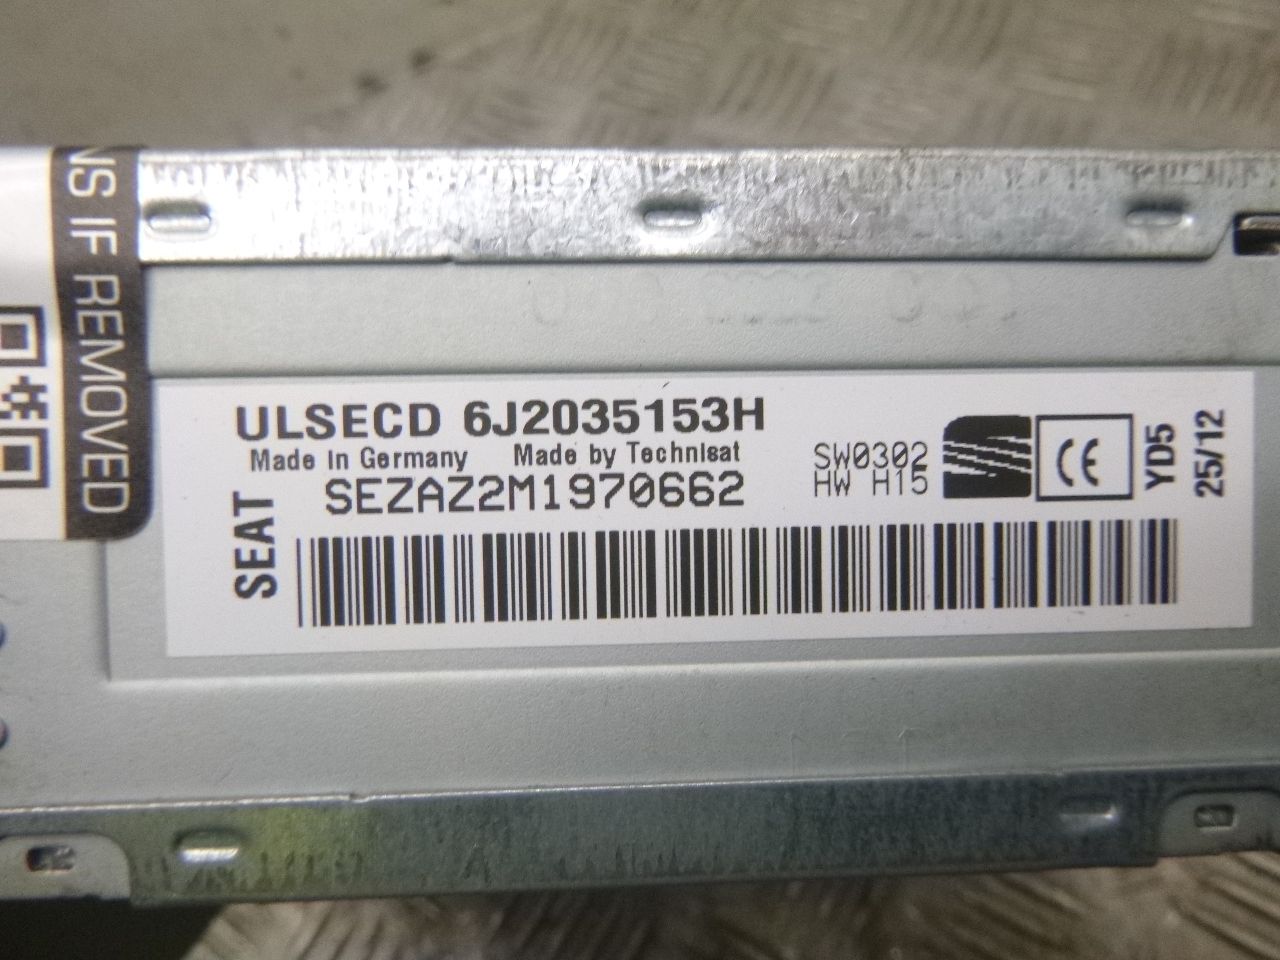 NS IF REMOVED
ULSECD 6J2035153H
Made in Germany Made by Technisat
SEZAZ2M1970662
SW0302
HW H15
SEAT
CE
YD5
25/12